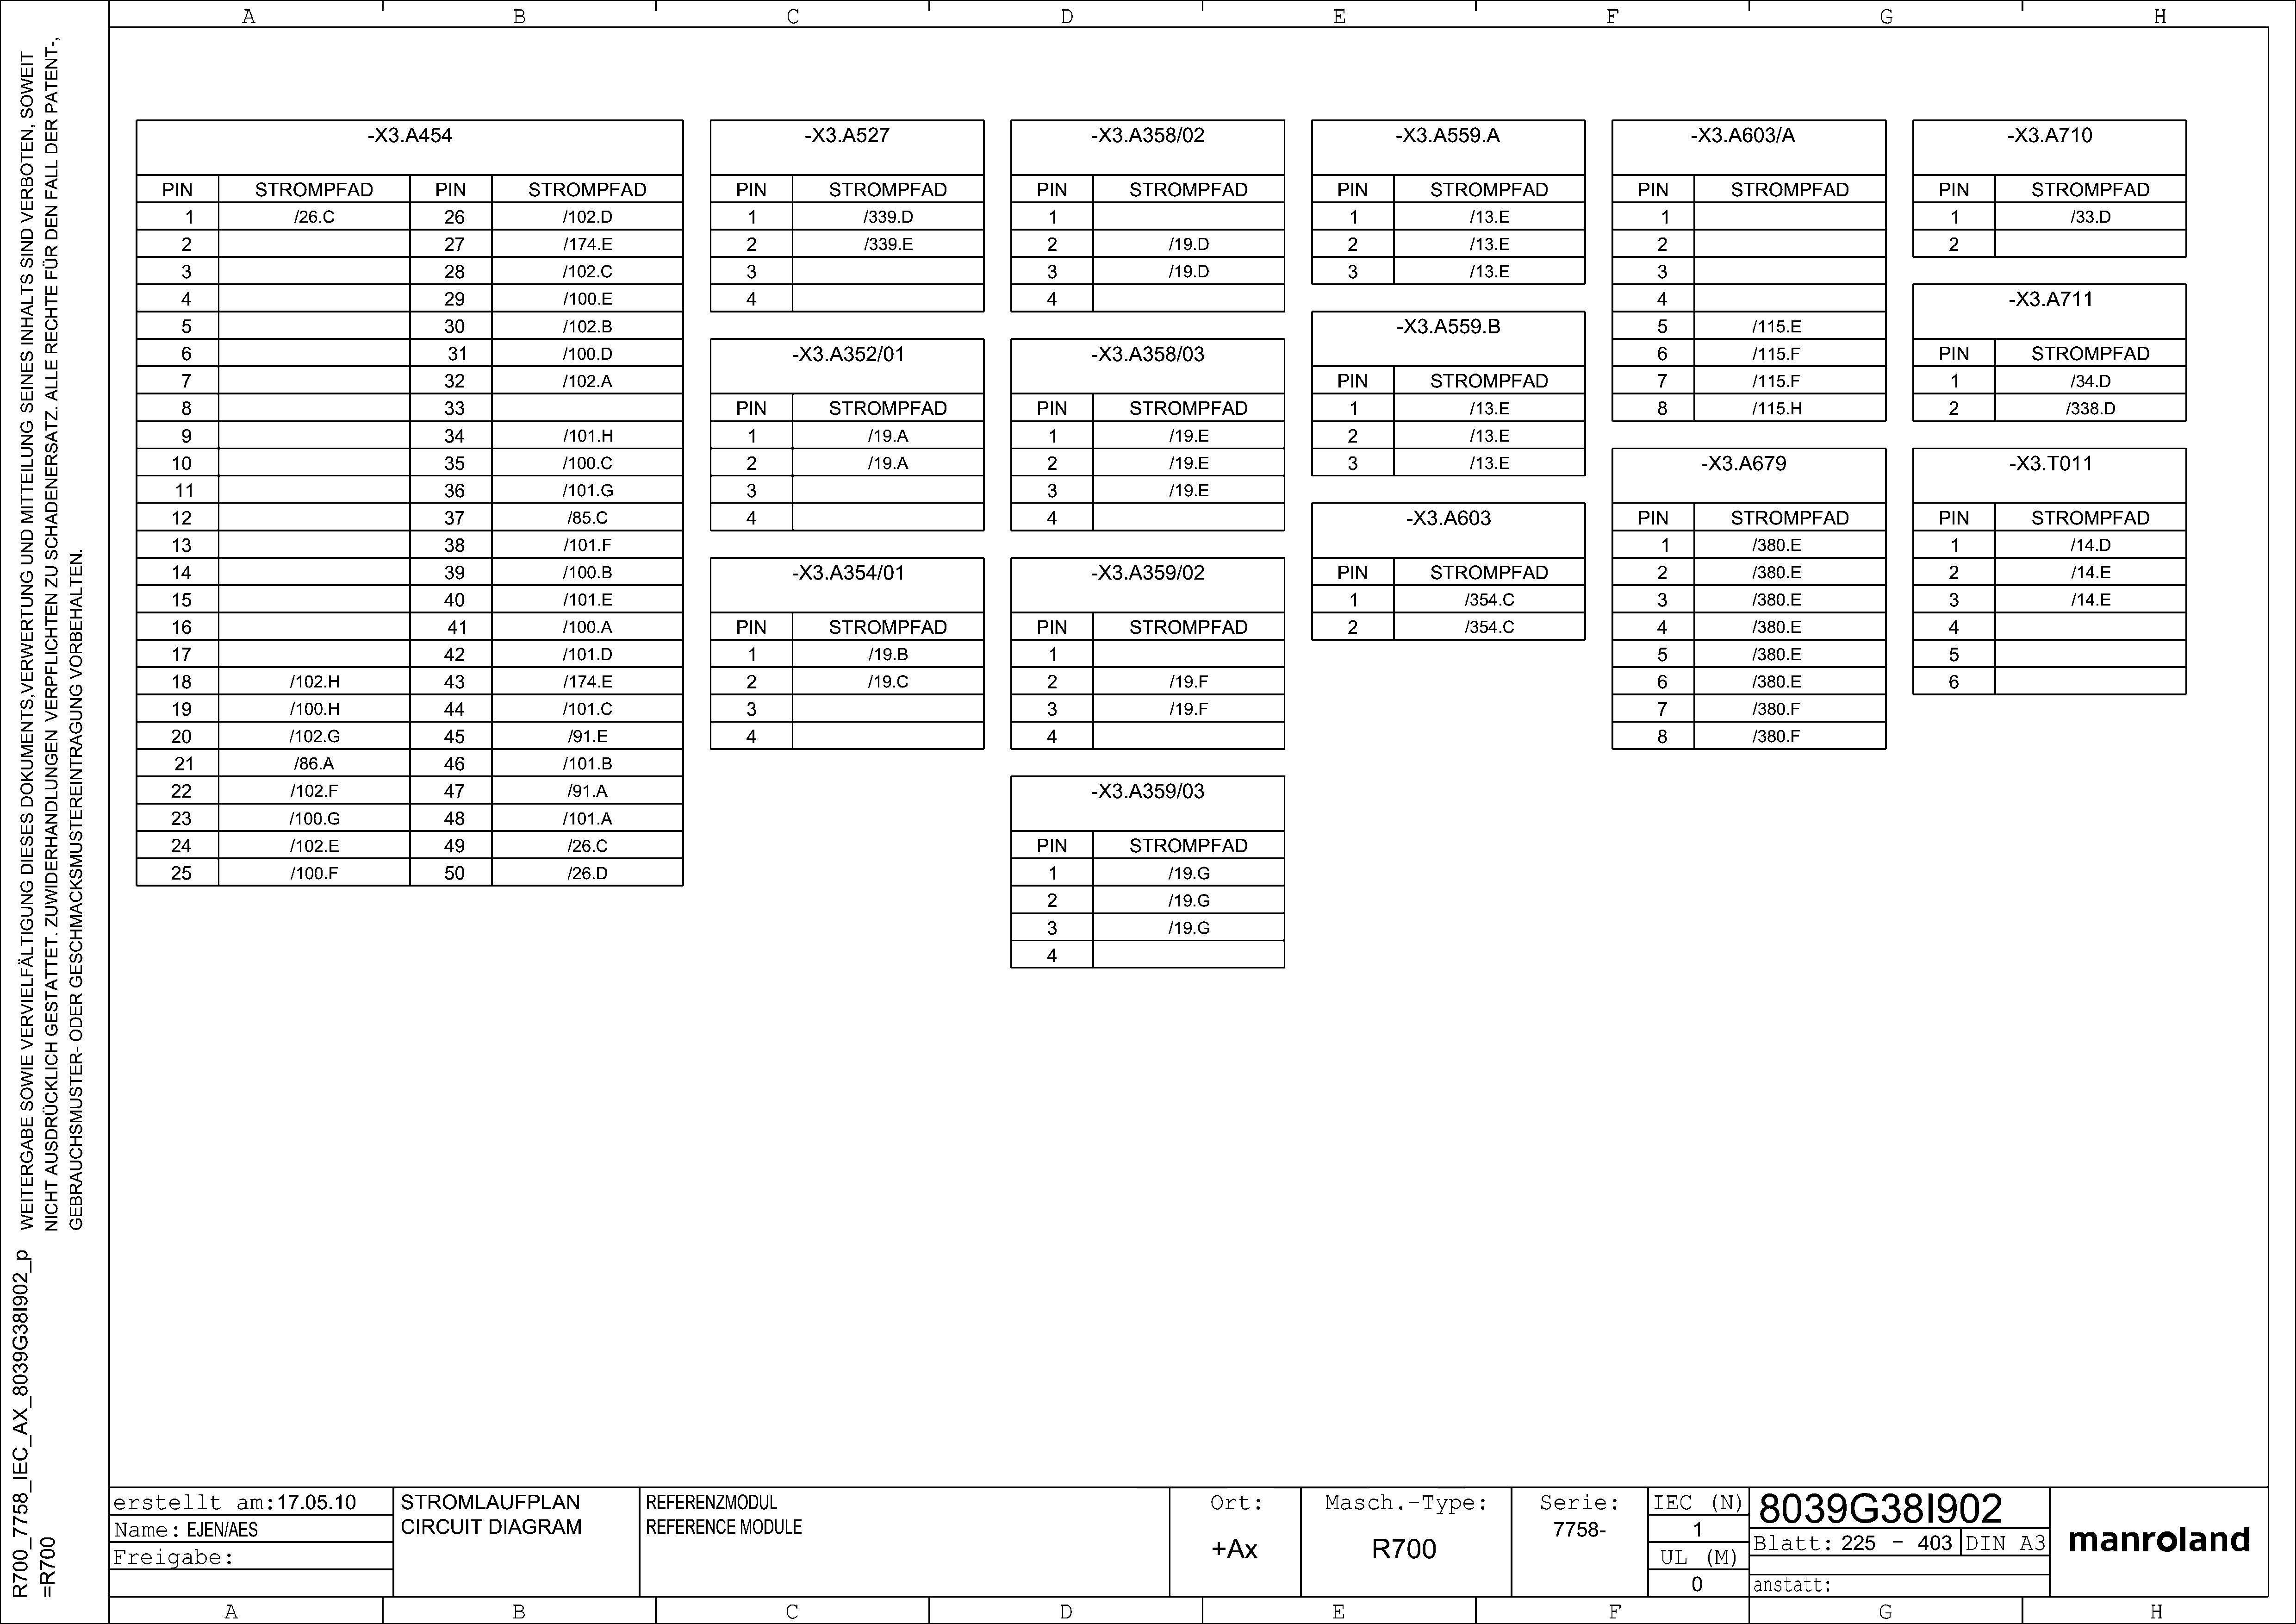 A B C D E F G H
WEITERGABE SOWIE VERVIELFÄLTIGUNG DIESES DOKUMENTS,VERWERTUNG UND MITTEILUNG SEINES INHALTS SIND VERBOTEN, SOWEIT
NICHT AUSDRÜCKLICH GESTATTET. ZUWIDERHANDLUNGEN VERPFLICHTEN ZU SCHADENERSATZ. ALLE RECHTE FÜR DEN FALL DER PATENT-,
GEBRAUCHSMUSTER- ODER GESCHMACKSMUSTEREINTRAGUNG VORBEHALTEN.
R700_7758_IEC_AX_8039G38I902_p
=R700
-X3.A454
PIN STROMPFAD PIN STROMPFAD
1 /26.C 26 /102.D
2 27 /174.E
3 28 /102.C
4 29 /100.E
5 30 /102.B
6 31 /100.D
7 32 /102.A
8 33
9 34 /101.H
10 35 /100.C
11 36 /101.G
12 37 /85.C
13 38 /101.F
14 39 /100.B
15 40 /101.E
16 41 /100.A
17 42 /101.D
18 /102.H 43 /174.E
19 /100.H 44 /101.C
20 /102.G 45 /91.E
21 /86.A 46 /101.B
22 /102.F 47 /91.A
23 /100.G 48 /101.A
24 /102.E 49 /26.C
25 /100.F 50 /26.D
-X3.A527
PIN STROMPFAD
1 /339.D
2 /339.E
3
4
-X3.A352/01
PIN STROMPFAD
1 /19.A
2 /19.A
3
4
-X3.A354/01
PIN STROMPFAD
1 /19.B
2 /19.C
3
4
-X3.A358/02
PIN STROMPFAD
1
2 /19.D
3 /19.D
4
-X3.A358/03
PIN STROMPFAD
1 /19.E
2 /19.E
3 /19.E
4
-X3.A359/02
PIN STROMPFAD
1
2 /19.F
3 /19.F
4
-X3.A359/03
PIN STROMPFAD
1 /19.G
2 /19.G
3 /19.G
4
-X3.A559.A
PIN STROMPFAD
1 /13.E
2 /13.E
3 /13.E
-X3.A559.B
PIN STROMPFAD
1 /13.E
2 /13.E
3 /13.E
-X3.A603
PIN STROMPFAD
1 /354.C
2 /354.C
-X3.A603/A
PIN STROMPFAD
1
2
3
4
5 /115.E
6 /115.F
7 /115.F
8 /115.H
-X3.A679
PIN STROMPFAD
1 /380.E
2 /380.E
3 /380.E
4 /380.E
5 /380.E
6 /380.E
7 /380.F
8 /380.F
-X3.A710
PIN STROMPFAD
1 /33.D
2
-X3.A711
PIN STROMPFAD
1 /34.D
2 /338.D
-X3.T011
PIN STROMPFAD
1 /14.D
2 /14.E
3 /14.E
4
5
6
erstellt am:17.05.10
Name: EJEN/AES
Freigabe:
STROMLAUFPLAN
CIRCUIT DIAGRAM
REFERENZMODUL
REFERENCE MODULE
Ort:
+Ax
Masch.-Type:
R700
Serie:
7758-
IEC (N)
1
UL (M)
0
8039G38I902
Blatt: 225 - 403 DIN A3
anstatt:
manroland
A B C D E F G H